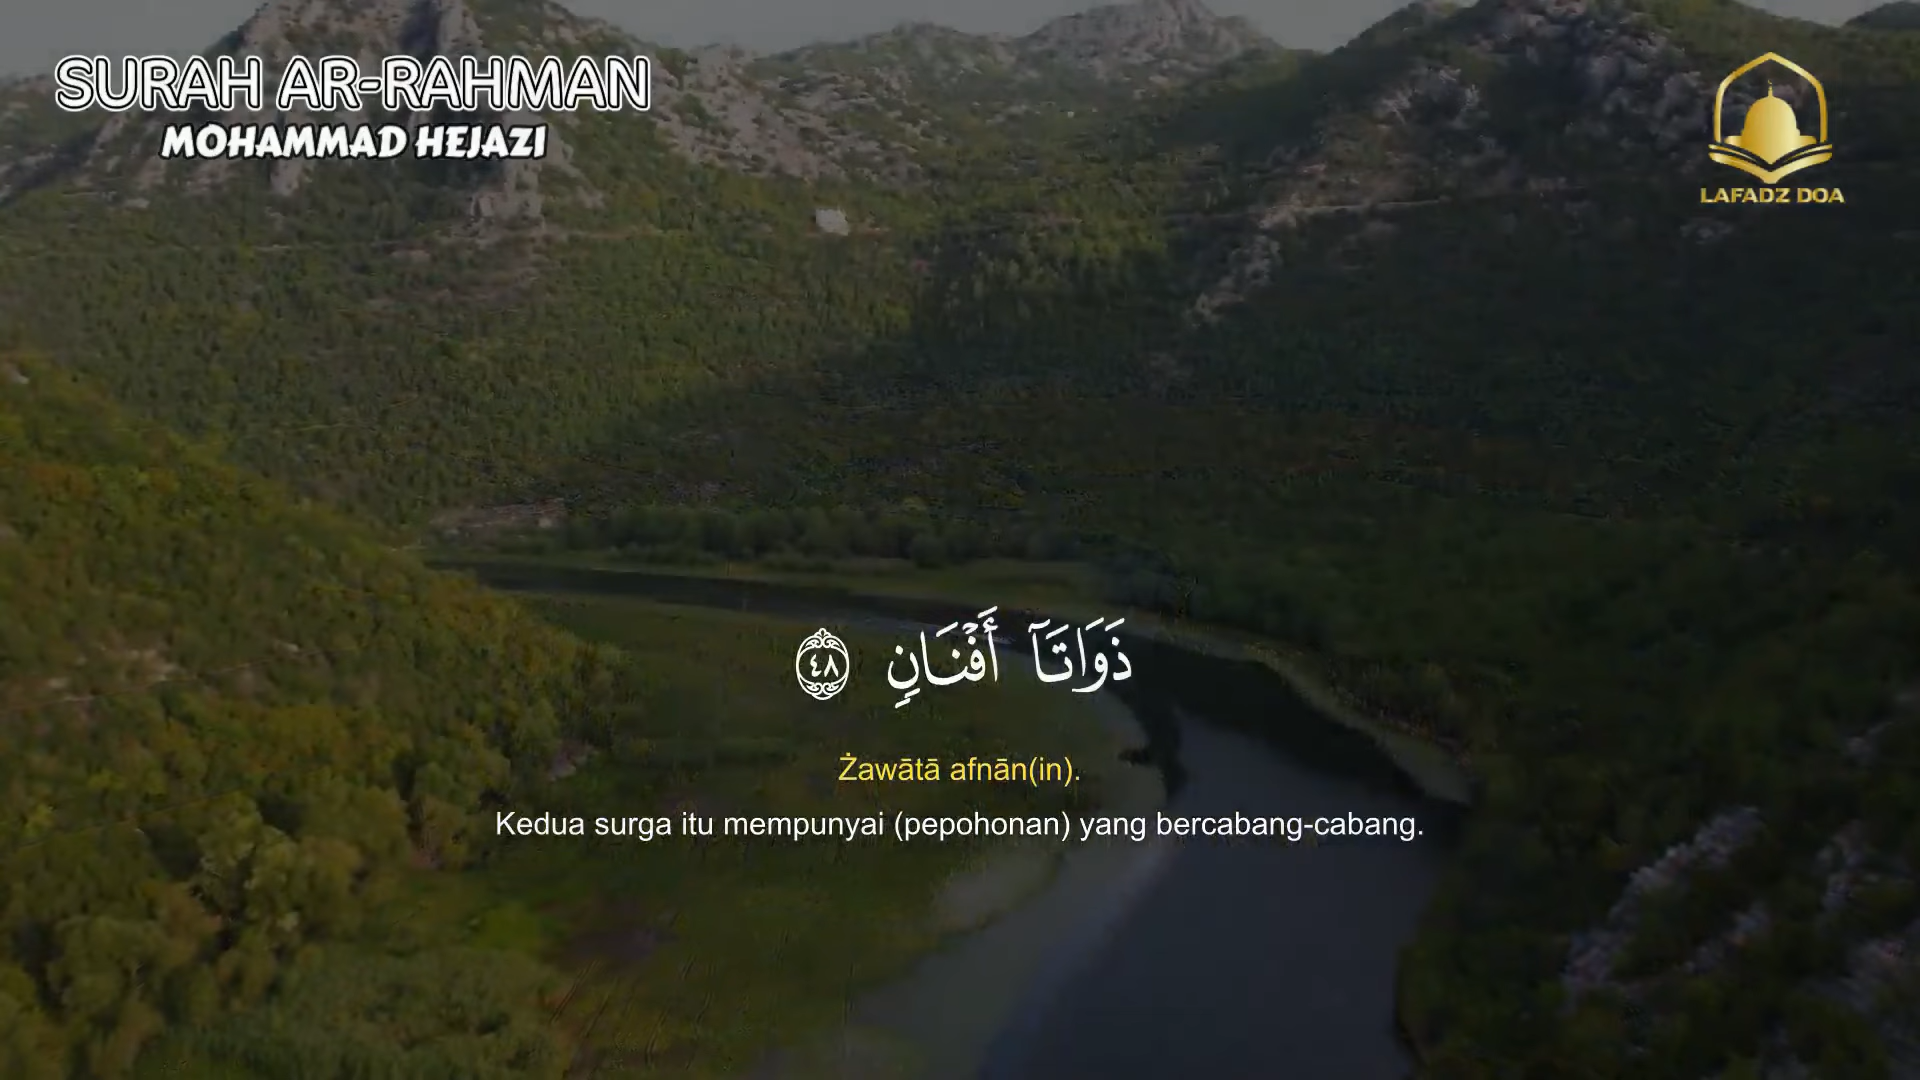 SURAH AR-RAHMAN
MOHAMMAD HEJAZI
LAFADZ DOA
ذَوَاتَآ أَفْنَانٍ ٤٨
Żawātā afnān(in).
Kedua surga itu mempunyai (pepohonan) yang bercabang-cabang.